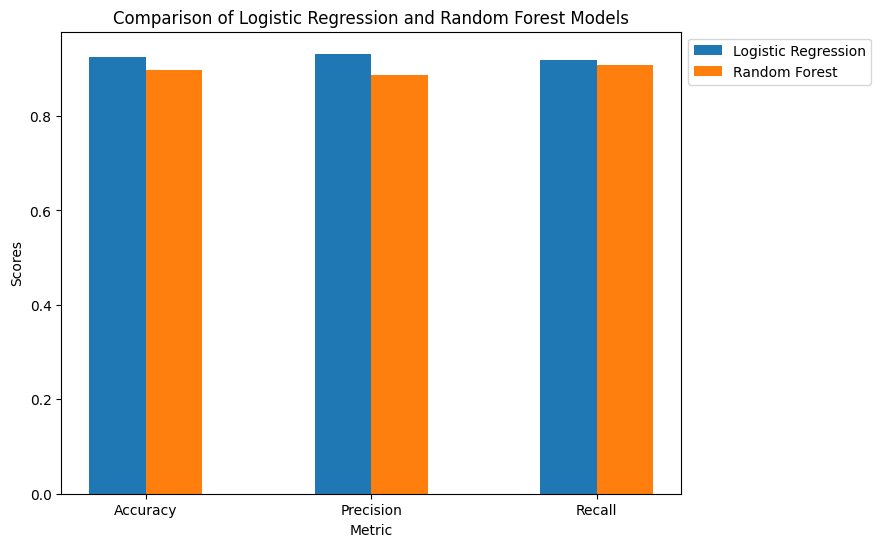 Comparison of Logistic Regression and Random Forest Models
Logistic Regression
Random Forest
Scores
0.8
0.6
0.4
0.2
0.0
Accuracy
Precision
Recall
Metric